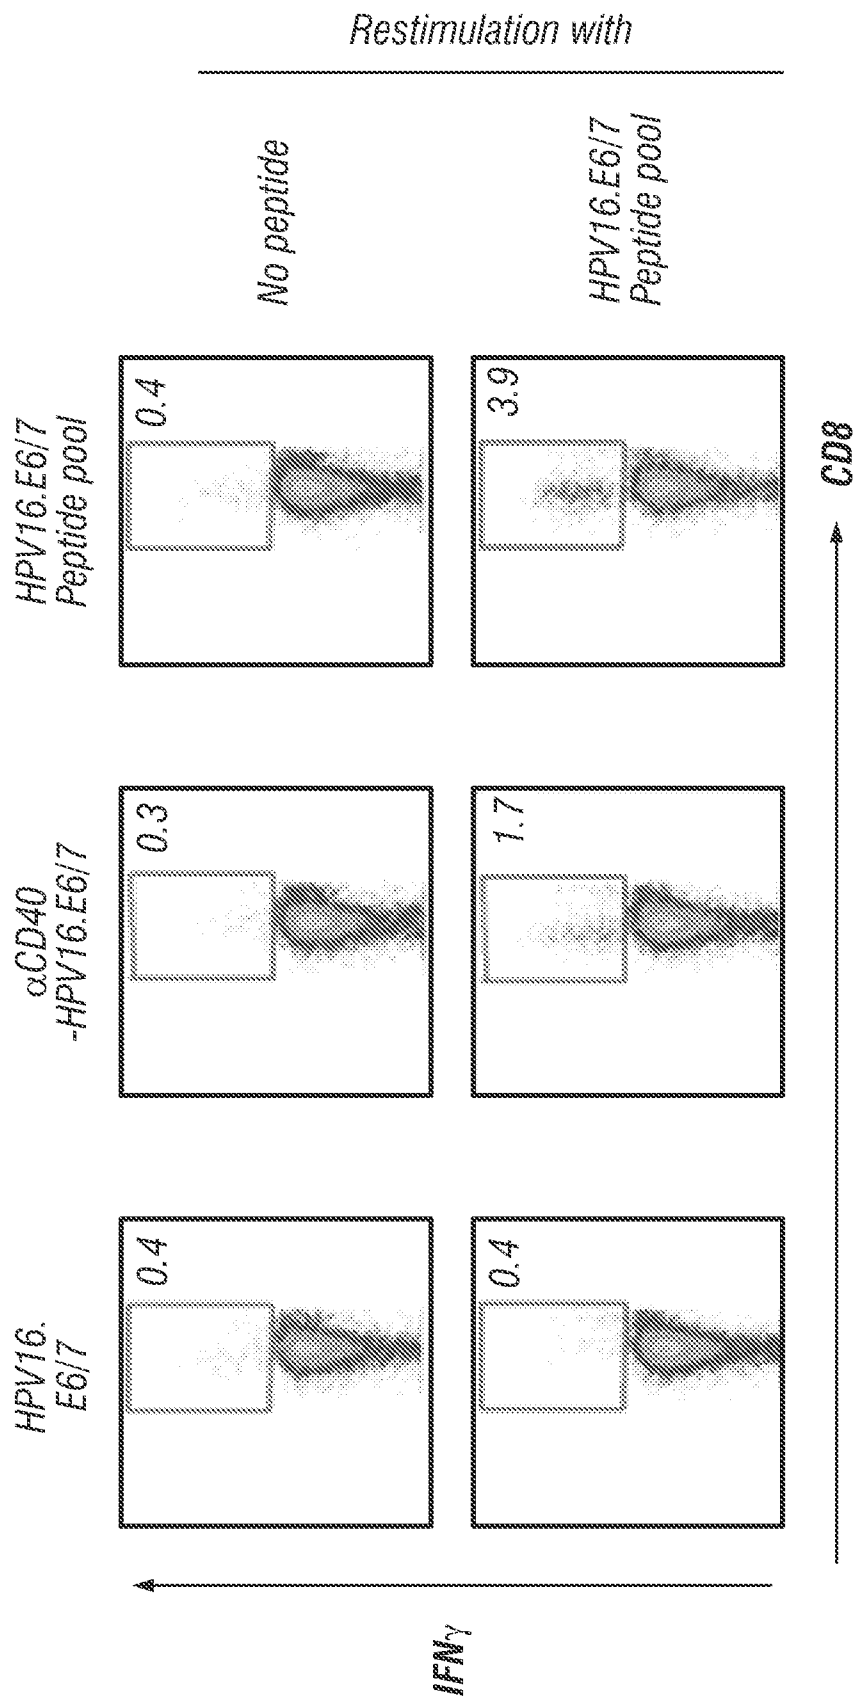 HPV16.
E6/7
αCD40
-HPV16.E6/7
HPV16.E6/7
Peptide pool
0.4
0.3
0.4
No peptide
0.4
1.7
3.9
HPV16.E6/7
Peptide pool
Restimulation with
IFNγ
CD8